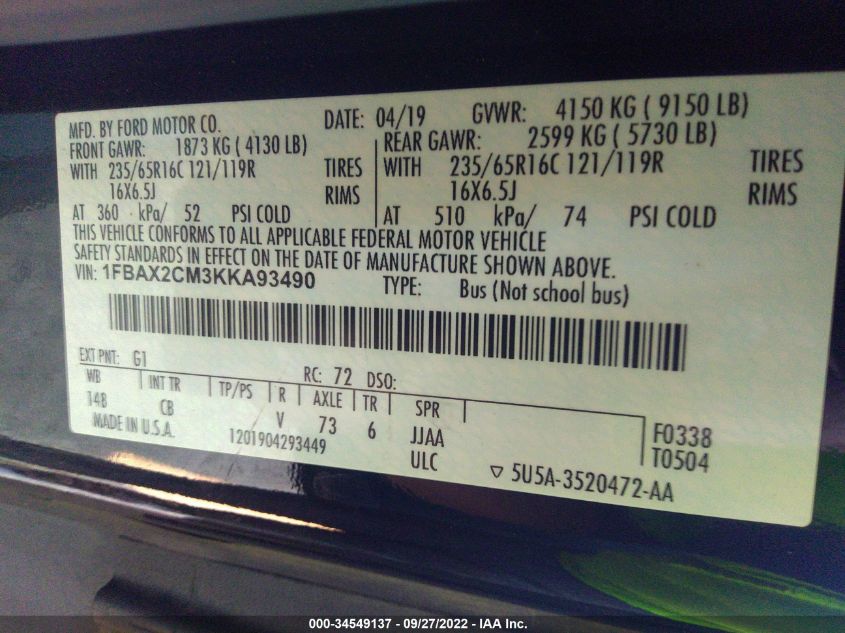 MFD. BY FORD MOTOR CO. DATE: 04/19 GVWR: 4150 KG ( 9150 LB)
FRONT GAWR: 1873 KG ( 4130 LB) REAR GAWR: 2599 KG ( 5730 LB)
WITH 235/65R16C 121/119R TIRES WITH 235/65R16C 121/119R TIRES
16X6.5J RIMS 16X6.5J RIMS
AT 360 kPa/ 52 PSI COLD AT 510 kPa/ 74 PSI COLD
THIS VEHICLE CONFORMS TO ALL APPLICABLE FEDERAL MOTOR VEHICLE
SAFETY STANDARDS IN EFFECT ON THE DATE OF MANUFACTURE SHOWN ABOVE.
VIN: 1FBAX2CM3KKA93490 TYPE: Bus (Not school bus)
EXT PNT: G1 RC: 72 DSO:
WB INT TR TP/PS R AXLE TR SPR
148 CB V 73 6 JJAA F0338
MADE IN U.S.A. 1201904293449 ULC T0504
5U5A-3520472-AA
000-34549137 - 09/27/2022 - IAA Inc.